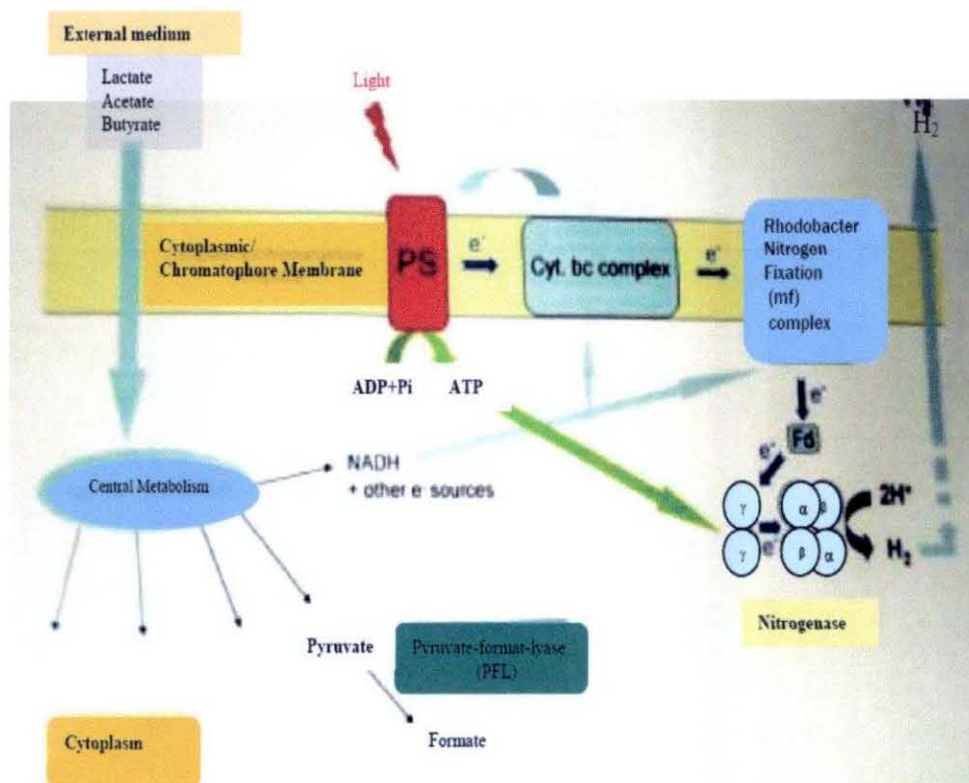 External medium
Lactate
Acetate
Butyrate
Light
H₂
Cytoplasmic/
Chromatophore Membrane
PS
e⁻
Cyt. bc complex
e⁻
Rhodobacter
Nitrogen
Fixation
(mf)
complex
ADP+Pi
ATP
e⁻
Fd
e⁻
Central Metabolism
NADH
+ other e⁻ sources
γ
γ
e⁻
α
β
β
α
2H⁺
H₂
Nitrogenase
Pyruvate
Pyruvate-format-lyase
(PFL)
Formate
Cytoplasm